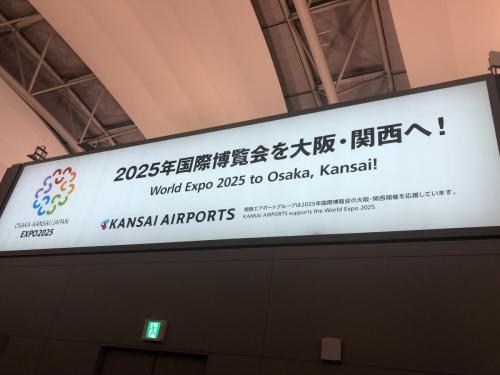 2025年国際博覧会を大阪・関西へ！
World Expo 2025 to Osaka, Kansai!
OSAKA-KANSAI/JAPAN
EXPO2025
KANSAI AIRPORTS
関西エアポートグループは2025年国際博覧会の大阪・関西開催を応援しています。
KANSAI AIRPORTS supports the World Expo 2025.